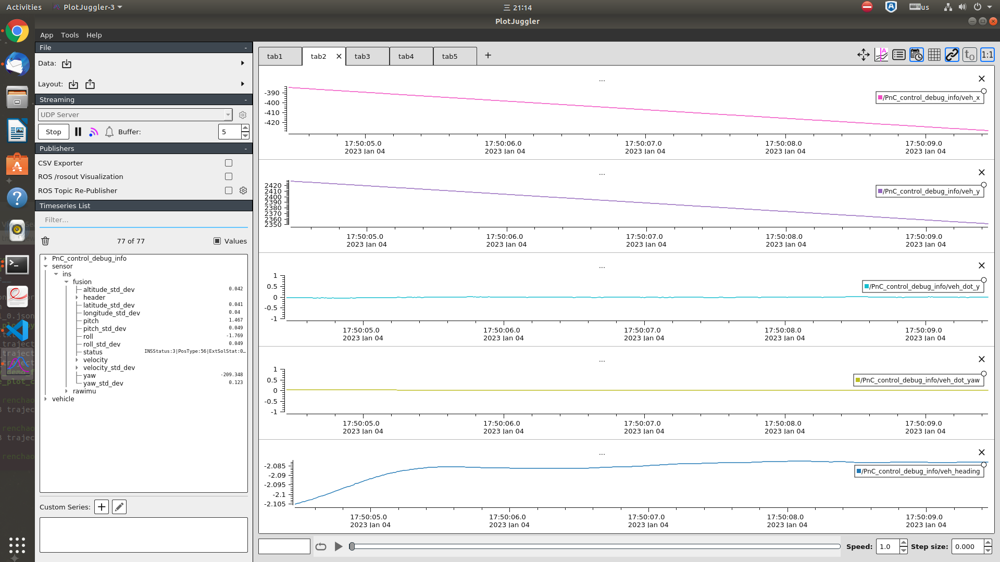 Activities PlotJuggler-3 三 21:14 us
PlotJuggler
App Tools Help
File -
Data:
Layout:
Streaming -
UDP Server
Stop Buffer: 5
Publishers -
CSV Exporter
ROS /rosout Visualization
ROS Topic Re-Publisher
Timeseries List
Filter...
77 of 77 Values
PnC_control_debug_info
sensor
ins
fusion
altitude_std_dev 0.042
header
latitude_std_dev 0.041
longitude_std_dev 0.04
pitch 1.467
pitch_std_dev 0.049
roll -1.769
roll_std_dev 0.049
status INSStatus:3|PosType:56|ExtSolStat:0...
velocity
velocity_std_dev
yaw -209.348
yaw_std_dev 0.123
rawimu
vehicle
Custom Series:
tab1 tab2 tab3 tab4 tab5 +
A t0 1:1
...
/PnC_control_debug_info/veh_x
-390
-400
-410
-420
17:50:05.0 17:50:06.0 17:50:07.0 17:50:08.0 17:50:09.0
2023 Jan 04 2023 Jan 04 2023 Jan 04 2023 Jan 04 2023 Jan 04
...
/PnC_control_debug_info/veh_y
2420
2410
2400
2390
2380
2370
2360
2350
17:50:05.0 17:50:06.0 17:50:07.0 17:50:08.0 17:50:09.0
2023 Jan 04 2023 Jan 04 2023 Jan 04 2023 Jan 04 2023 Jan 04
...
/PnC_control_debug_info/veh_dot_y
1
0.5
0
-0.5
-1
17:50:05.0 17:50:06.0 17:50:07.0 17:50:08.0 17:50:09.0
2023 Jan 04 2023 Jan 04 2023 Jan 04 2023 Jan 04 2023 Jan 04
...
/PnC_control_debug_info/veh_dot_yaw
1
0.5
0
-0.5
-1
17:50:05.0 17:50:06.0 17:50:07.0 17:50:08.0 17:50:09.0
2023 Jan 04 2023 Jan 04 2023 Jan 04 2023 Jan 04 2023 Jan 04
...
/PnC_control_debug_info/veh_heading
-2.085
-2.09
-2.095
-2.1
-2.105
17:50:05.0 17:50:06.0 17:50:07.0 17:50:08.0 17:50:09.0
2023 Jan 04 2023 Jan 04 2023 Jan 04 2023 Jan 04 2023 Jan 04
Speed: 1.0 Step size: 0.000